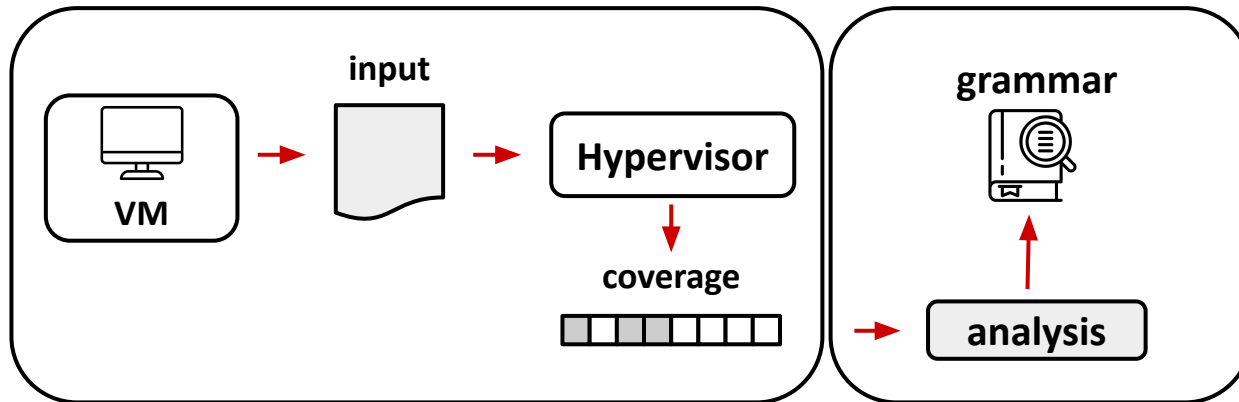 input
VM
Hypervisor
coverage
grammar
analysis